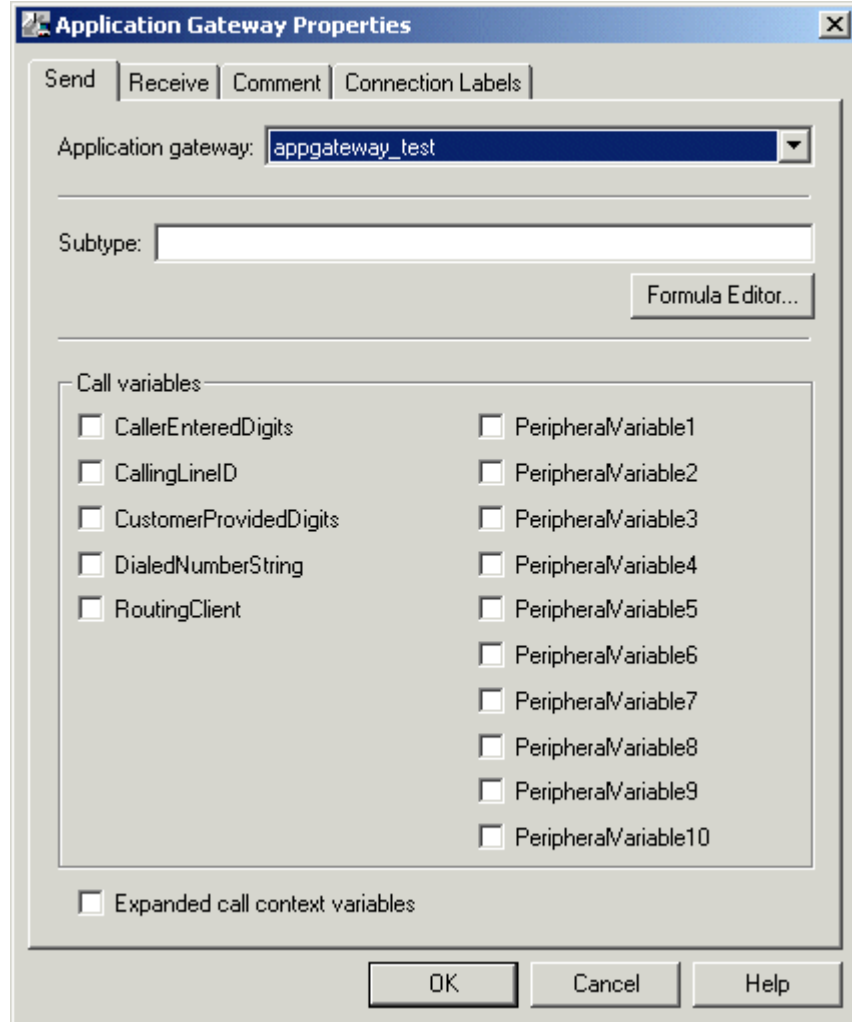 Application Gateway Properties
Send Receive Comment Connection Labels
Application gateway: appgateway_test
Subtype:
Formula Editor...
Call variables
CallerEnteredDigits PeripheralVariable1
CallingLineID PeripheralVariable2
CustomerProvidedDigits PeripheralVariable3
DialedNumberString PeripheralVariable4
RoutingClient PeripheralVariable5
PeripheralVariable6
PeripheralVariable7
PeripheralVariable8
PeripheralVariable9
PeripheralVariable10
Expanded call context variables
OK Cancel Help